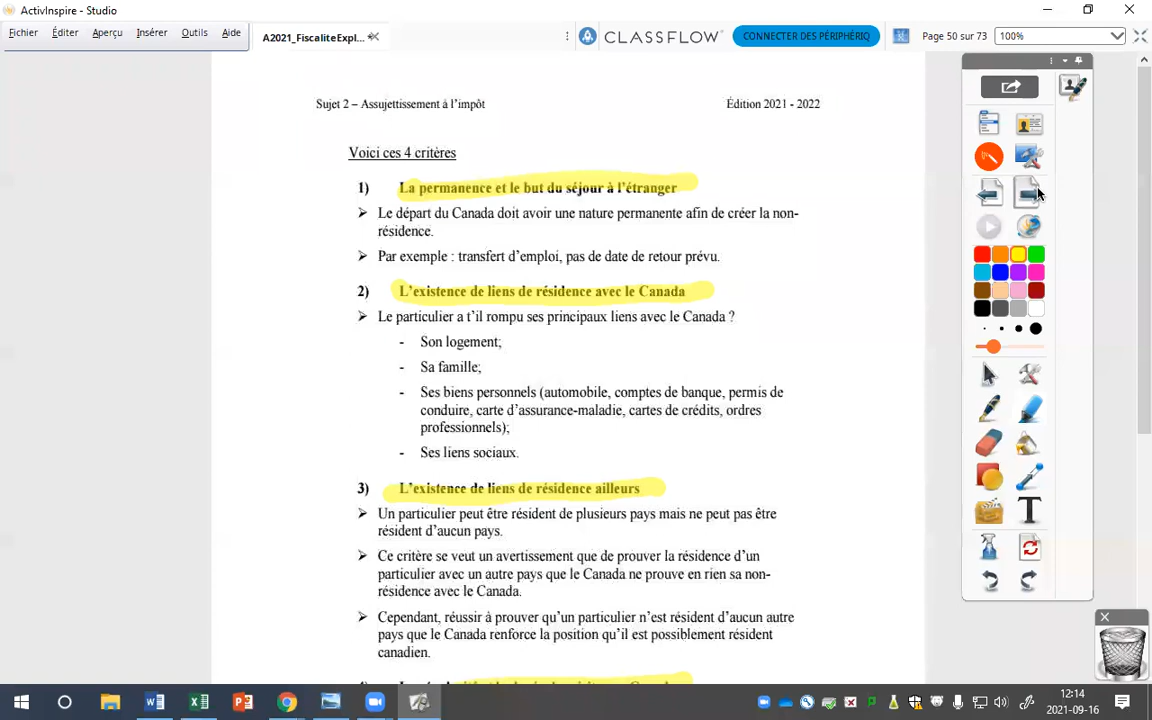 ActivInspire - Studio
Fichier Éditer Aperçu Insérer Outils Aide
A2021_FiscaliteExpl...
CLASSFLOW
CONNECTER DES PÉRIPHÉRIQ
Page 50 sur 73
100%
Sujet 2 – Assujettissement à l'impôt
Édition 2021 - 2022
Voici ces 4 critères
1) La permanence et le but du séjour à l'étranger
➢ Le départ du Canada doit avoir une nature permanente afin de créer la non-
résidence.
➢ Par exemple : transfert d'emploi, pas de date de retour prévu.
2) L'existence de liens de résidence avec le Canada
➢ Le particulier a t'il rompu ses principaux liens avec le Canada ?
- Son logement;
- Sa famille;
- Ses biens personnels (automobile, comptes de banque, permis de
conduire, carte d'assurance-maladie, cartes de crédits, ordres
professionnels);
- Ses liens sociaux.
3) L'existence de liens de résidence ailleurs
➢ Un particulier peut être résident de plusieurs pays mais ne peut pas être
résident d'aucun pays.
➢ Ce critère se veut un avertissement que de prouver la résidence d'un
particulier avec un autre pays que le Canada ne prouve en rien sa non-
résidence avec le Canada.
➢ Cependant, réussir à prouver qu'un particulier n'est résident d'aucun autre
pays que le Canada renforce la position qu'il est possiblement résident
canadien.
12:14
2021-09-16